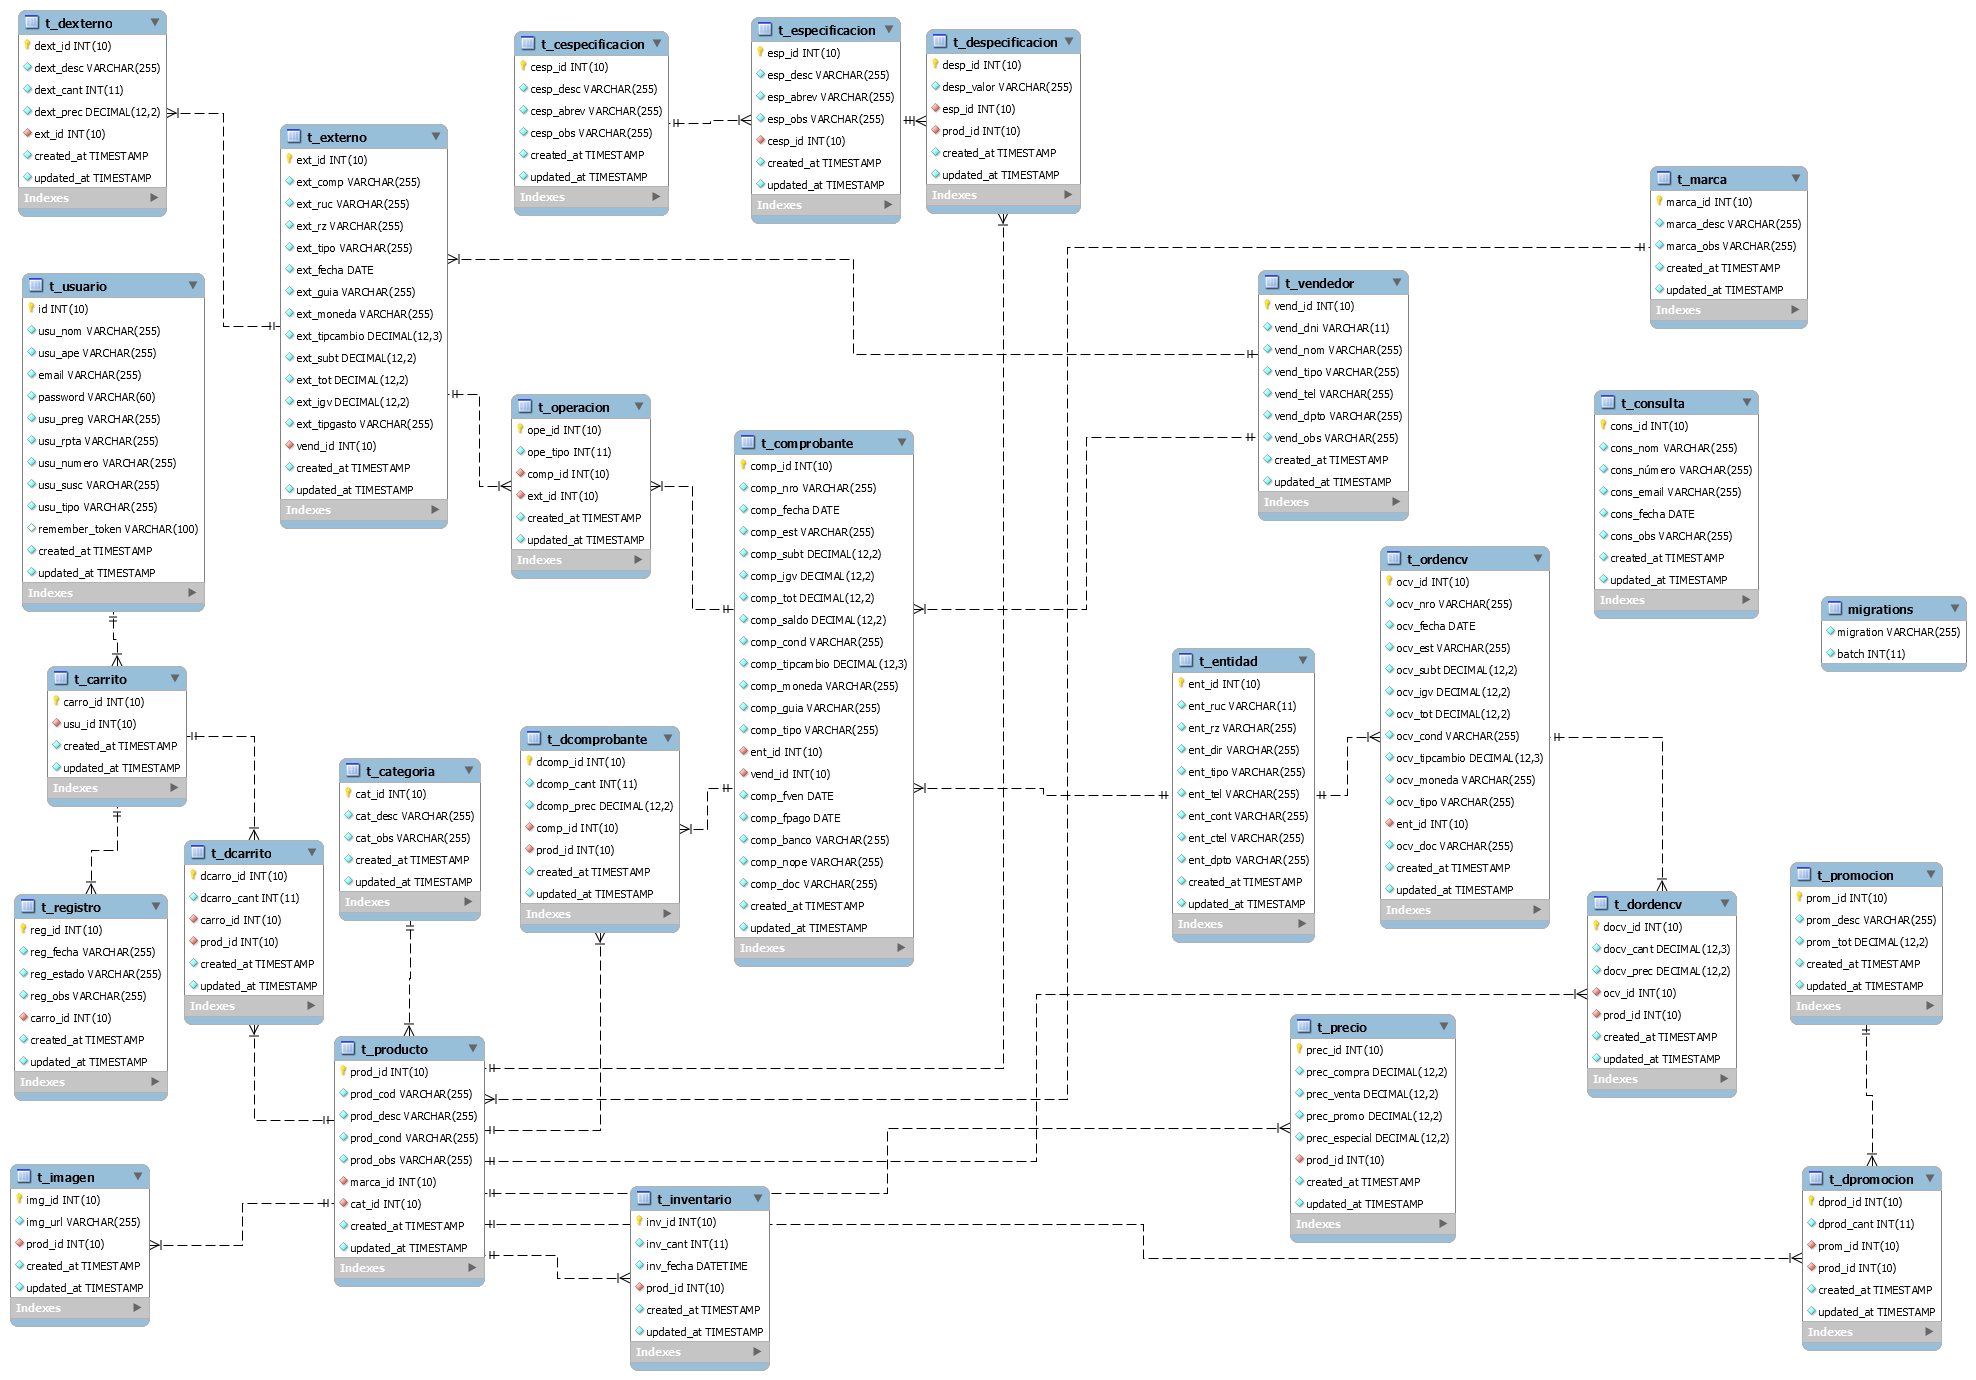 t_dexterno
dext_id INT(10)
dext_desc VARCHAR(255)
dext_cant INT(11)
dext_prec DECIMAL(12,2)
ext_id INT(10)
created_at TIMESTAMP
updated_at TIMESTAMP
Indexes
t_externo
ext_id INT(10)
ext_comp VARCHAR(255)
ext_ruc VARCHAR(255)
ext_rz VARCHAR(255)
ext_tipo VARCHAR(255)
ext_fecha DATE
ext_guia VARCHAR(255)
ext_moneda VARCHAR(255)
ext_tipcambio DECIMAL(12,3)
ext_subt DECIMAL(12,2)
ext_tot DECIMAL(12,2)
ext_igv DECIMAL(12,2)
ext_tipgasto VARCHAR(255)
vend_id INT(10)
created_at TIMESTAMP
updated_at TIMESTAMP
Indexes
t_cespecificacion
cesp_id INT(10)
cesp_desc VARCHAR(255)
cesp_abrev VARCHAR(255)
cesp_obs VARCHAR(255)
created_at TIMESTAMP
updated_at TIMESTAMP
Indexes
t_especificacion
esp_id INT(10)
esp_desc VARCHAR(255)
esp_abrev VARCHAR(255)
esp_obs VARCHAR(255)
cesp_id INT(10)
created_at TIMESTAMP
updated_at TIMESTAMP
Indexes
t_despecificacion
desp_id INT(10)
desp_valor VARCHAR(255)
esp_id INT(10)
prod_id INT(10)
created_at TIMESTAMP
updated_at TIMESTAMP
Indexes
t_marca
marca_id INT(10)
marca_desc VARCHAR(255)
marca_obs VARCHAR(255)
created_at TIMESTAMP
updated_at TIMESTAMP
Indexes
t_usuario
id INT(10)
usu_nom VARCHAR(255)
usu_ape VARCHAR(255)
email VARCHAR(255)
password VARCHAR(60)
usu_preg VARCHAR(255)
usu_rpta VARCHAR(255)
usu_numero VARCHAR(255)
usu_susc VARCHAR(255)
usu_tipo VARCHAR(255)
remember_token VARCHAR(100)
created_at TIMESTAMP
updated_at TIMESTAMP
Indexes
t_vendedor
vend_id INT(10)
vend_dni VARCHAR(11)
vend_nom VARCHAR(255)
vend_tipo VARCHAR(255)
vend_tel VARCHAR(255)
vend_dpto VARCHAR(255)
vend_obs VARCHAR(255)
created_at TIMESTAMP
updated_at TIMESTAMP
Indexes
t_operacion
ope_id INT(10)
ope_tipo INT(11)
comp_id INT(10)
ext_id INT(10)
created_at TIMESTAMP
updated_at TIMESTAMP
Indexes
t_comprobante
comp_id INT(10)
comp_nro VARCHAR(255)
comp_fecha DATE
comp_est VARCHAR(255)
comp_subt DECIMAL(12,2)
comp_igv DECIMAL(12,2)
comp_tot DECIMAL(12,2)
comp_saldo DECIMAL(12,2)
comp_cond VARCHAR(255)
comp_tipcambio DECIMAL(12,3)
comp_moneda VARCHAR(255)
comp_guia VARCHAR(255)
comp_tipo VARCHAR(255)
ent_id INT(10)
vend_id INT(10)
comp_fven DATE
comp_fpago DATE
comp_banco VARCHAR(255)
comp_nope VARCHAR(255)
comp_doc VARCHAR(255)
created_at TIMESTAMP
updated_at TIMESTAMP
Indexes
t_consulta
cons_id INT(10)
cons_nom VARCHAR(255)
cons_número VARCHAR(255)
cons_email VARCHAR(255)
cons_fecha DATE
cons_obs VARCHAR(255)
created_at TIMESTAMP
updated_at TIMESTAMP
Indexes
migrations
migration VARCHAR(255)
batch INT(11)
t_ordencv
ocv_id INT(10)
ocv_nro VARCHAR(255)
ocv_fecha DATE
ocv_est VARCHAR(255)
ocv_subt DECIMAL(12,2)
ocv_igv DECIMAL(12,2)
ocv_tot DECIMAL(12,2)
ocv_cond VARCHAR(255)
ocv_tipcambio DECIMAL(12,3)
ocv_moneda VARCHAR(255)
ocv_tipo VARCHAR(255)
ent_id INT(10)
ocv_doc VARCHAR(255)
created_at TIMESTAMP
updated_at TIMESTAMP
Indexes
t_entidad
ent_id INT(10)
ent_ruc VARCHAR(11)
ent_rz VARCHAR(255)
ent_dir VARCHAR(255)
ent_tipo VARCHAR(255)
ent_tel VARCHAR(255)
ent_cont VARCHAR(255)
ent_ctel VARCHAR(255)
ent_dpto VARCHAR(255)
created_at TIMESTAMP
updated_at TIMESTAMP
Indexes
t_carrito
carro_id INT(10)
usu_id INT(10)
created_at TIMESTAMP
updated_at TIMESTAMP
Indexes
t_categoria
cat_id INT(10)
cat_desc VARCHAR(255)
cat_obs VARCHAR(255)
created_at TIMESTAMP
updated_at TIMESTAMP
Indexes
t_dcomprobante
dcomp_id INT(10)
dcomp_cant INT(11)
dcomp_prec DECIMAL(12,2)
comp_id INT(10)
prod_id INT(10)
created_at TIMESTAMP
updated_at TIMESTAMP
Indexes
t_dcarrito
dcarro_id INT(10)
dcarro_cant INT(11)
carro_id INT(10)
prod_id INT(10)
created_at TIMESTAMP
updated_at TIMESTAMP
Indexes
t_registro
reg_id INT(10)
reg_fecha VARCHAR(255)
reg_estado VARCHAR(255)
reg_obs VARCHAR(255)
carro_id INT(10)
created_at TIMESTAMP
updated_at TIMESTAMP
Indexes
t_dordencv
docv_id INT(10)
docv_cant DECIMAL(12,3)
docv_prec DECIMAL(12,2)
ocv_id INT(10)
prod_id INT(10)
created_at TIMESTAMP
updated_at TIMESTAMP
Indexes
t_promocion
prom_id INT(10)
prom_desc VARCHAR(255)
prom_tot DECIMAL(12,2)
created_at TIMESTAMP
updated_at TIMESTAMP
Indexes
t_producto
prod_id INT(10)
prod_cod VARCHAR(255)
prod_desc VARCHAR(255)
prod_cond VARCHAR(255)
prod_obs VARCHAR(255)
marca_id INT(10)
cat_id INT(10)
created_at TIMESTAMP
updated_at TIMESTAMP
Indexes
t_precio
prec_id INT(10)
prec_compra DECIMAL(12,2)
prec_venta DECIMAL(12,2)
prec_promo DECIMAL(12,2)
prec_especial DECIMAL(12,2)
prod_id INT(10)
created_at TIMESTAMP
updated_at TIMESTAMP
Indexes
t_imagen
img_id INT(10)
img_url VARCHAR(255)
prod_id INT(10)
created_at TIMESTAMP
updated_at TIMESTAMP
Indexes
t_inventario
inv_id INT(10)
inv_cant INT(11)
inv_fecha DATETIME
prod_id INT(10)
created_at TIMESTAMP
updated_at TIMESTAMP
Indexes
t_dpromocion
dprod_id INT(10)
dprod_cant INT(11)
prom_id INT(10)
prod_id INT(10)
created_at TIMESTAMP
updated_at TIMESTAMP
Indexes